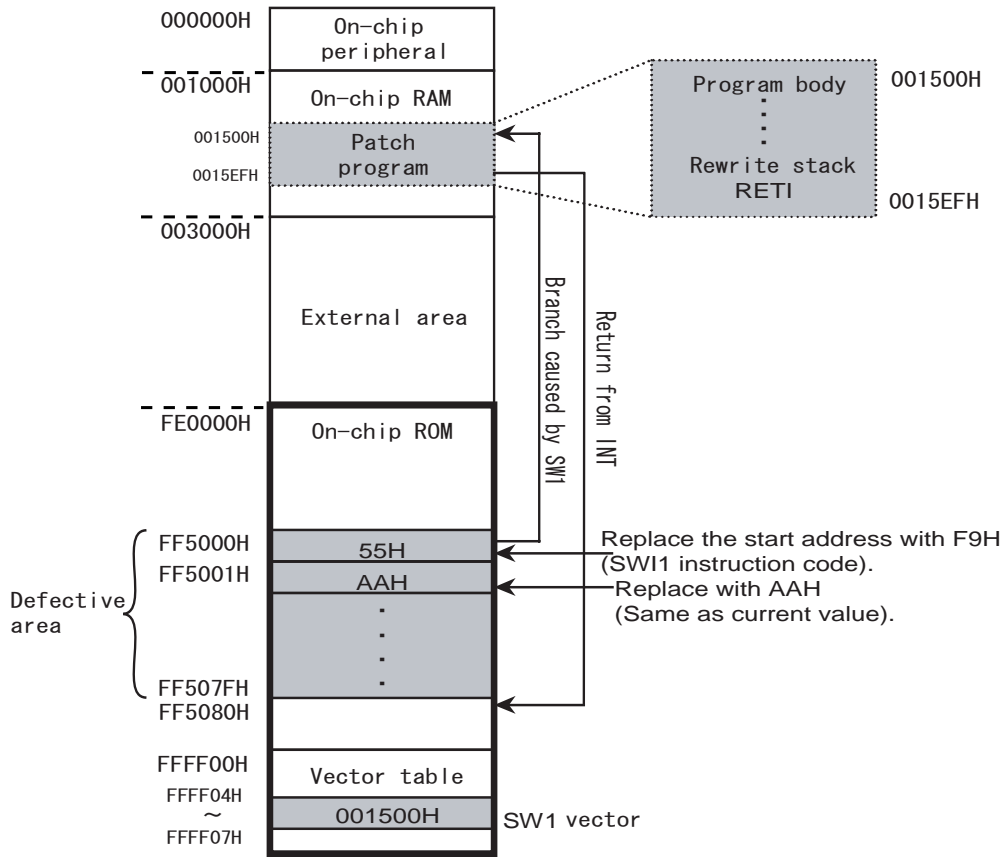 000000H
On-chip
peripheral
001000H
On-chip RAM
001500H
Patch
program
0015EFH
Program body
Rewrite stack
RETI
001500H
0015EFH
003000H
External area
Branch caused by SW1
Return from INT
FE0000H
On-chip ROM
Defective
area
FF5000H
55H
FF5001H
AAH
Replace the start address with F9H
(SWI1 instruction code).
Replace with AAH
(Same as current value).
FF507FH
FF5080H
FFFF00H
Vector table
FFFF04H
~
FFFF07H
001500H
SW1 vector